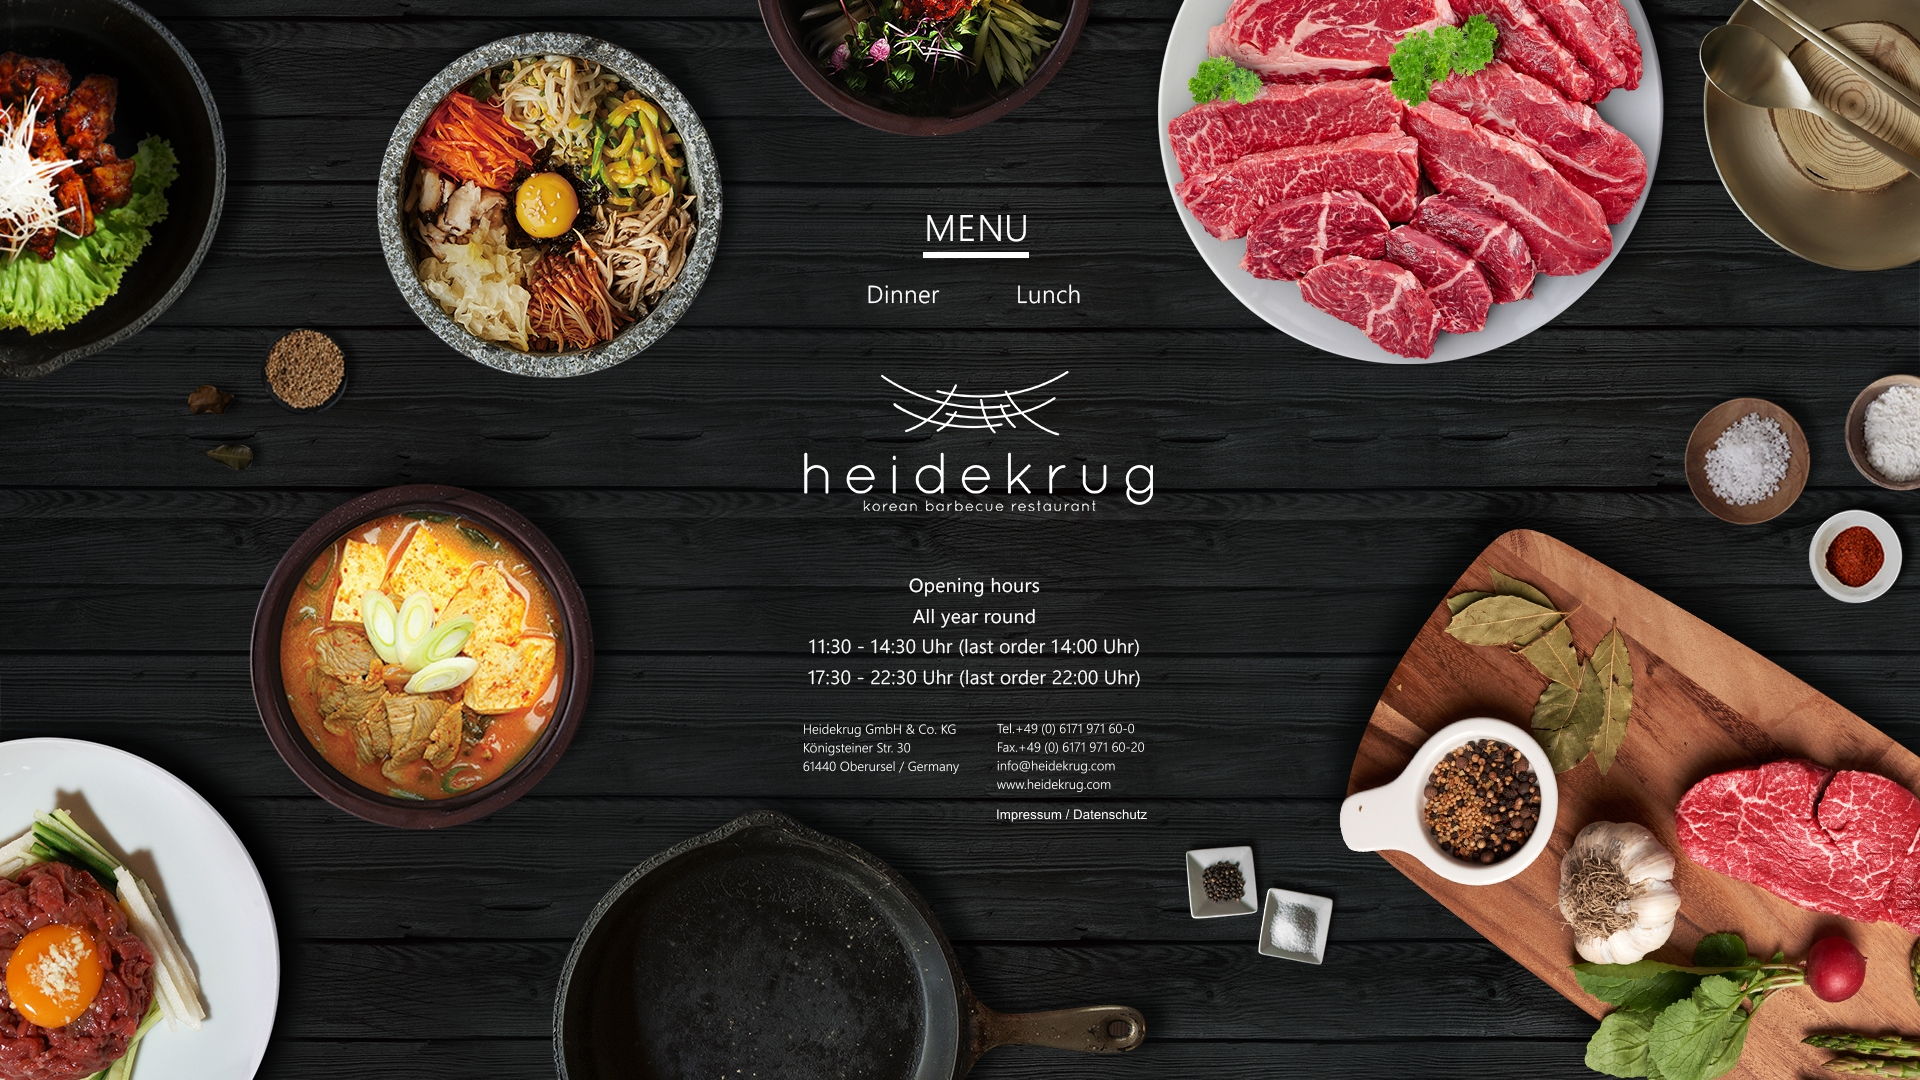 MENU
Dinner Lunch
heidekrug
korean barbecue restaurant
Opening hours
All year round
11:30 - 14:30 Uhr (last order 14:00 Uhr)
17:30 - 22:30 Uhr (last order 22:00 Uhr)
Heidekrug GmbH & Co. KG
Königsteiner Str. 30
61440 Oberursel / Germany
Tel.+49 (0) 6171 971 60-0
Fax.+49 (0) 6171 971 60-20
info@heidekrug.com
www.heidekrug.com
Impressum / Datenschutz